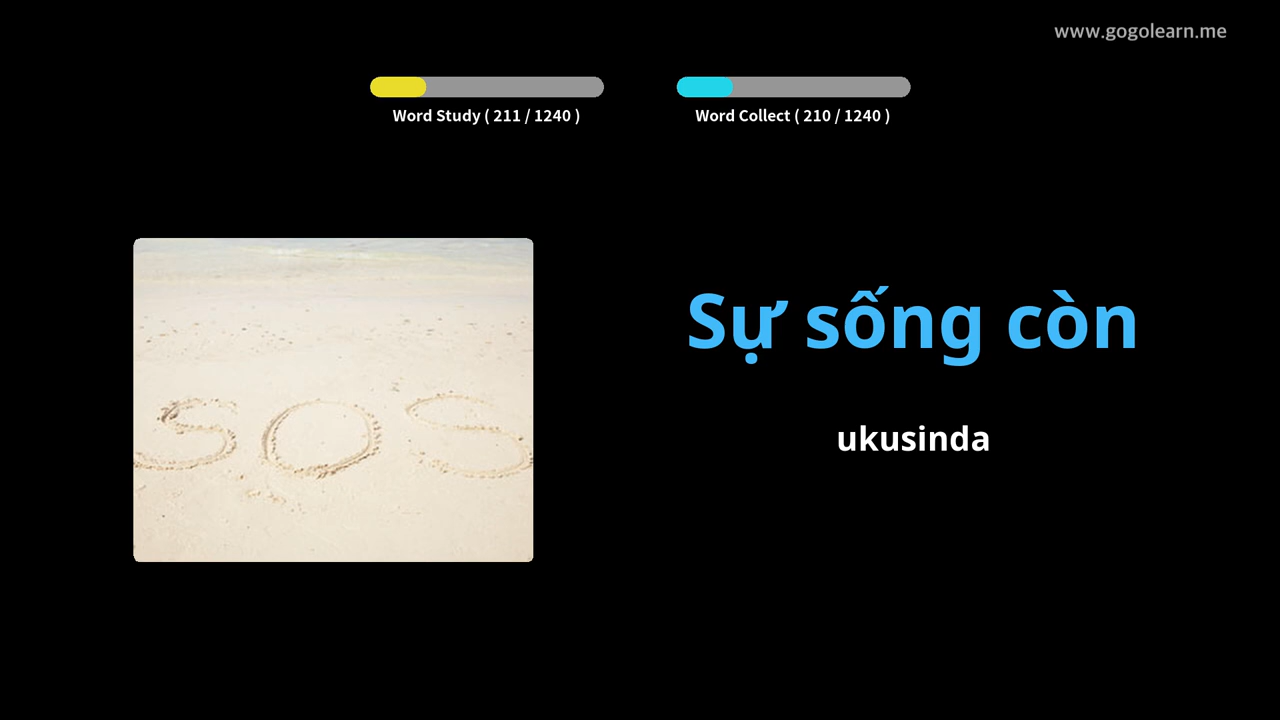 www.gogolearn.me
Word Study ( 211 / 1240 )
Word Collect ( 210 / 1240 )
SOS
Sự sống còn
ukusinda